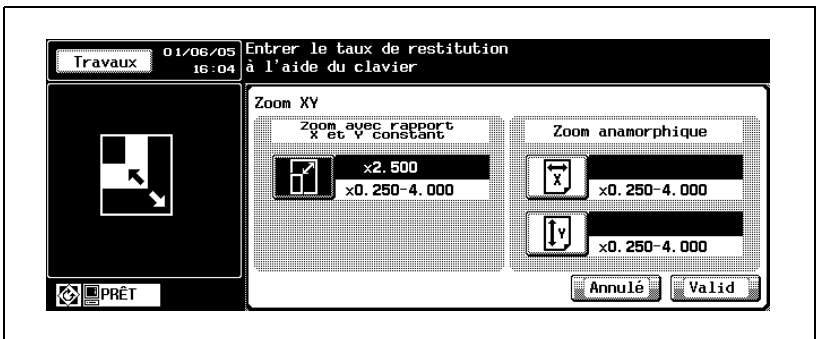 Travaux
01/06/05
16:04
Entrer le taux de restitution
à l'aide du clavier
Zoom XY
Zoom avec rapport
X et Y constant
x2.500
x0.250-4.000
Zoom anamorphique
X
x0.250-4.000
Y
x0.250-4.000
PRÊT
Annulé
Valid